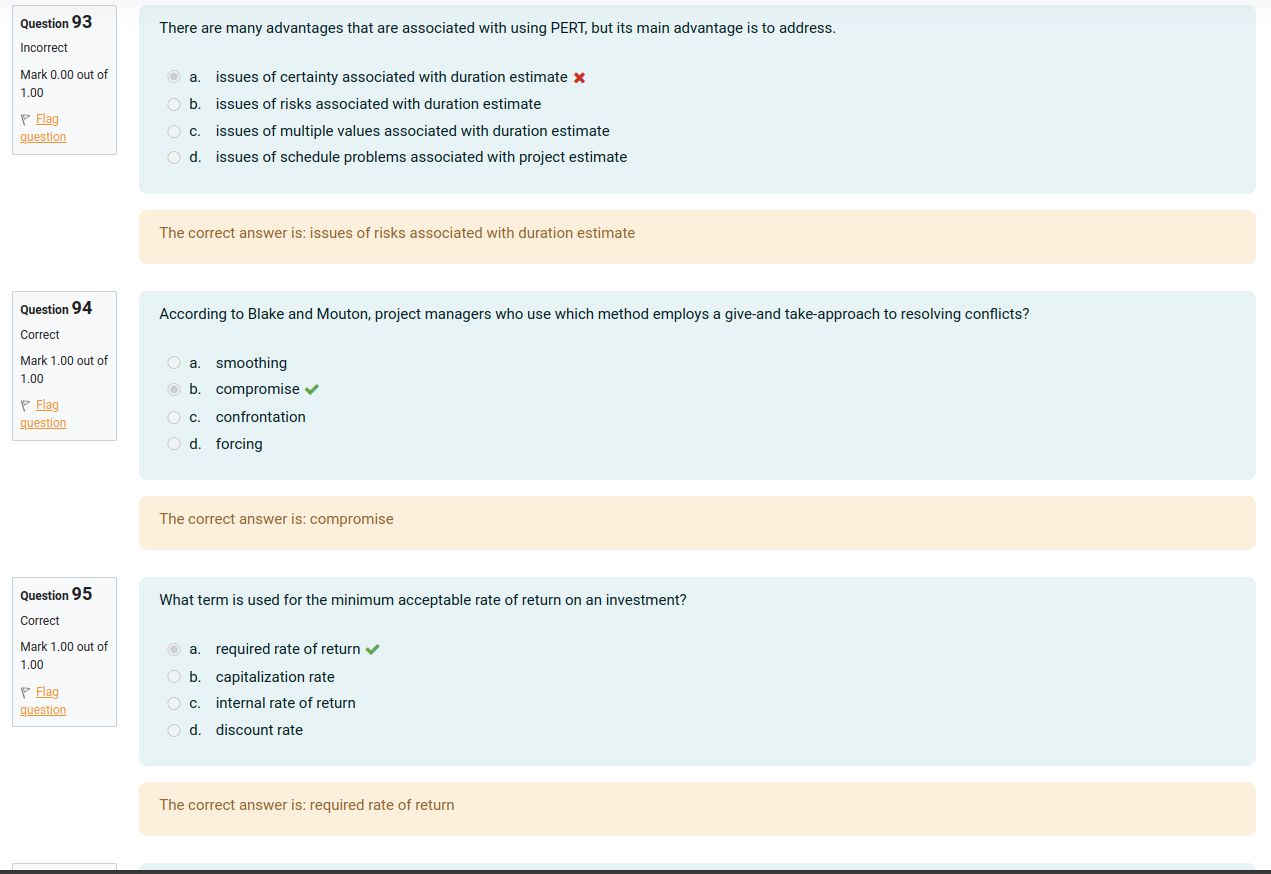 Question 93
Incorrect
Mark 0.00 out of
1.00
Flag
question
There are many advantages that are associated with using PERT, but its main advantage is to address.
a. issues of certainty associated with duration estimate
b. issues of risks associated with duration estimate
c. issues of multiple values associated with duration estimate
d. issues of schedule problems associated with project estimate
The correct answer is: issues of risks associated with duration estimate
Question 94
Correct
Mark 1.00 out of
1.00
Flag
question
According to Blake and Mouton, project managers who use which method employs a give-and take-approach to resolving conflicts?
a. smoothing
b. compromise
c. confrontation
d. forcing
The correct answer is: compromise
Question 95
Correct
Mark 1.00 out of
1.00
Flag
question
What term is used for the minimum acceptable rate of return on an investment?
a. required rate of return
b. capitalization rate
c. internal rate of return
d. discount rate
The correct answer is: required rate of return